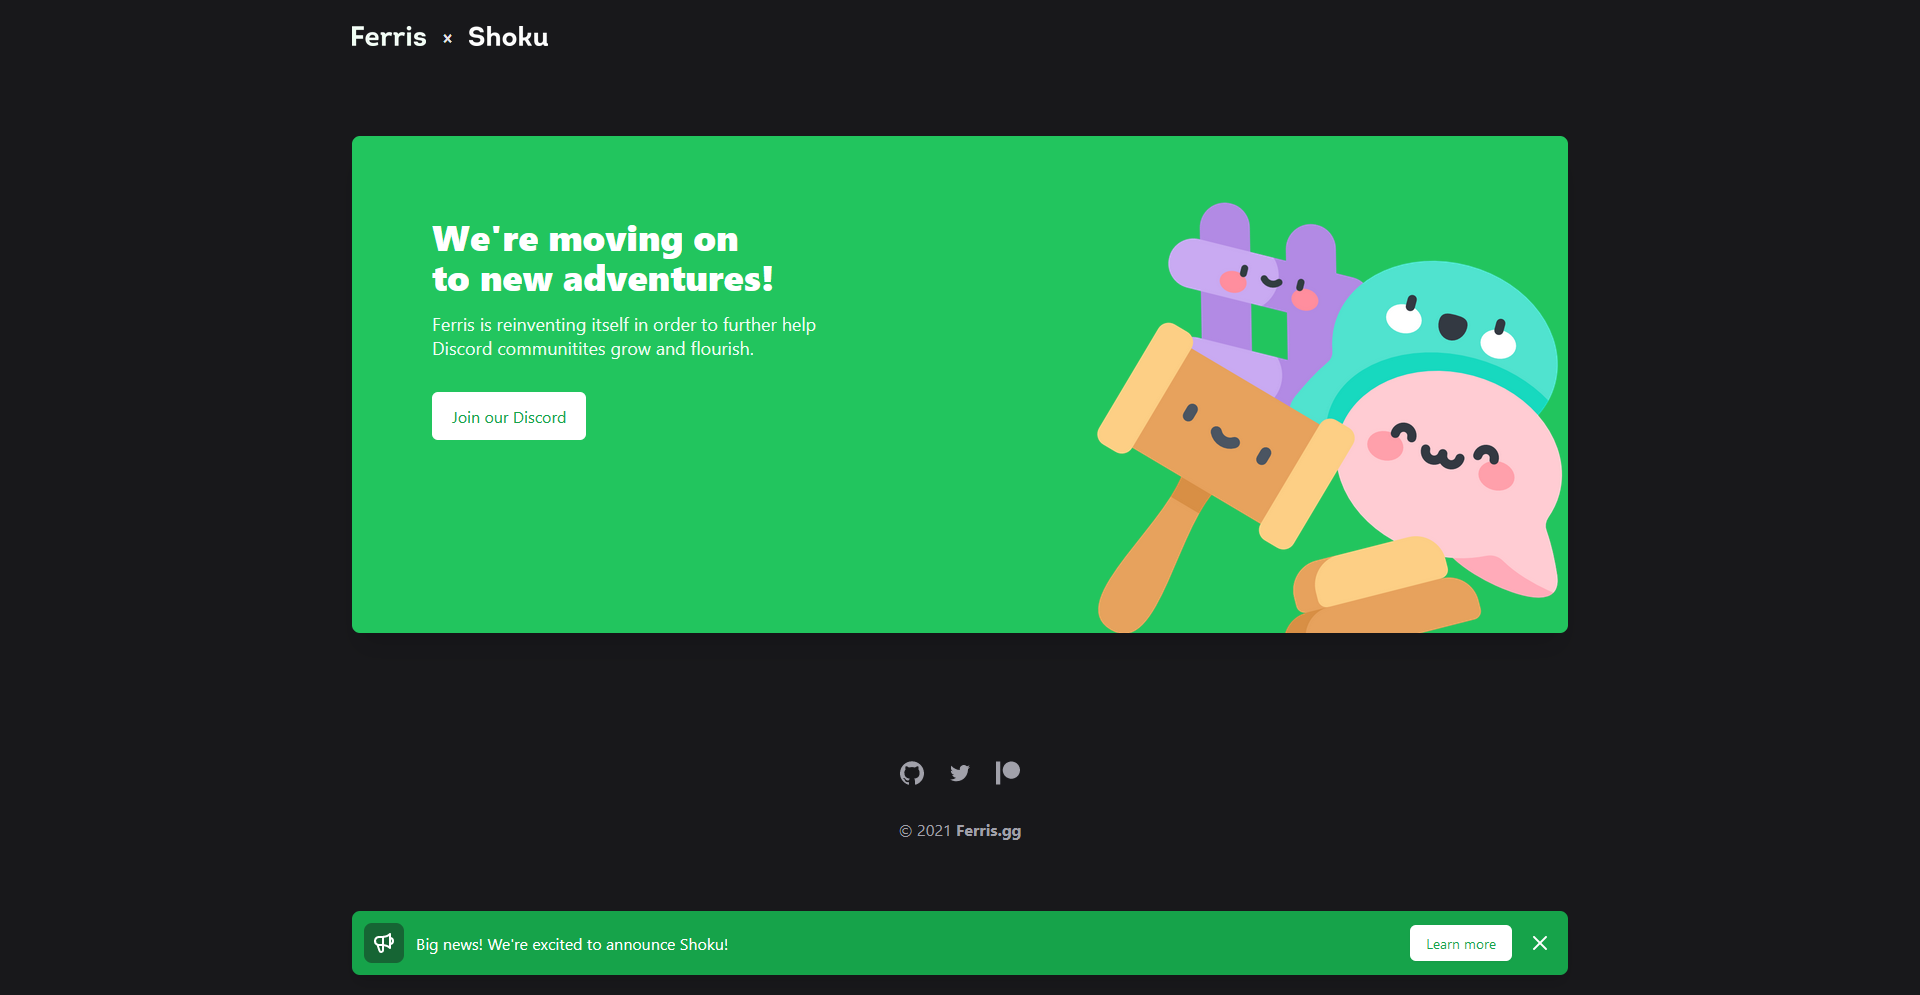 Ferris × Shoku
We're moving on
to new adventures!
Ferris is reinventing itself in order to further help
Discord communitites grow and flourish.
Join our Discord
© 2021 Ferris.gg
Big news! We're excited to announce Shoku!
Learn more